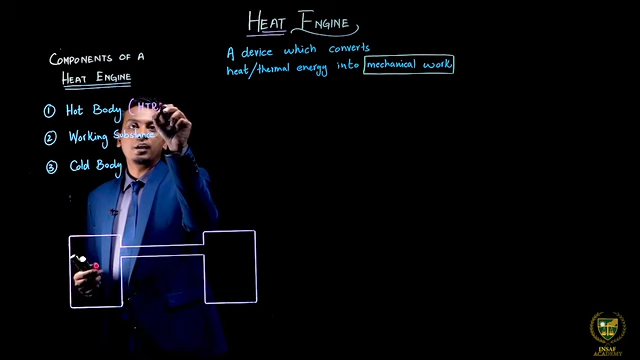 HEAT ENGINE
COMPONENTS OF A
HEAT ENGINE
A device which converts
heat/thermal energy into mechanical work
① Hot Body (HTR)
② Working Substance
③ Cold Body
INSAF
ACADEMY